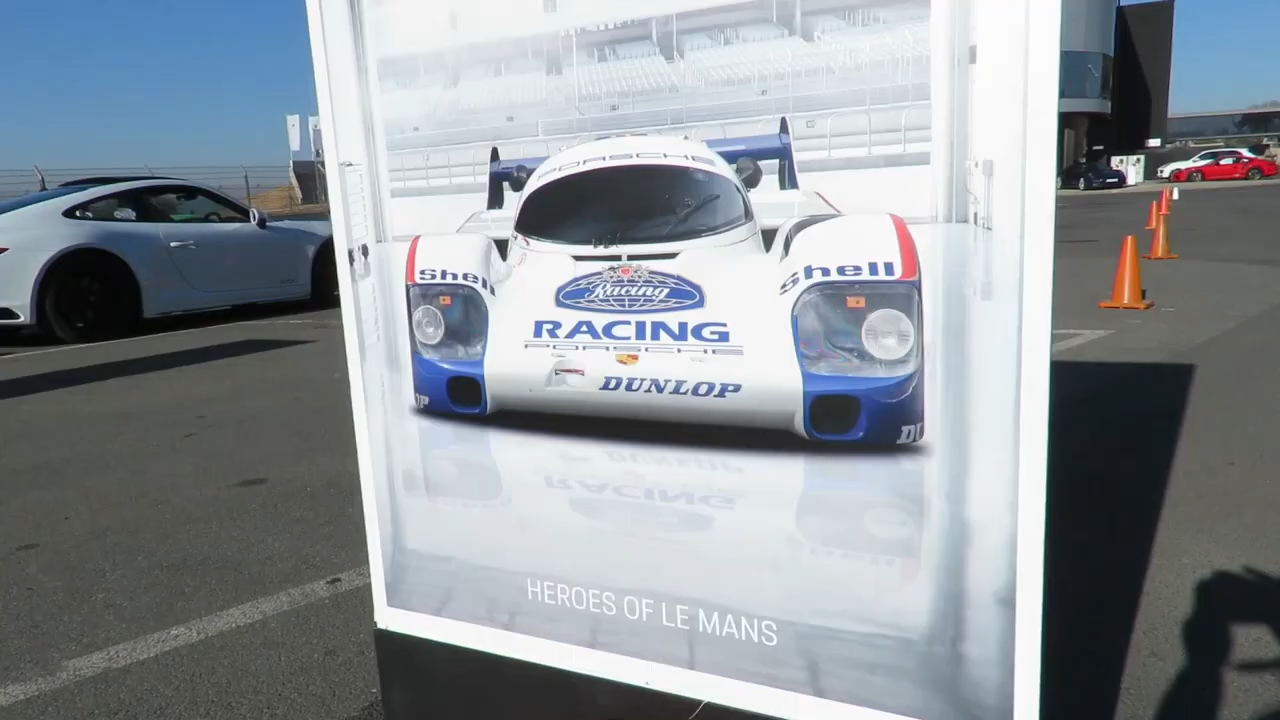 PORSCHE
Shell
Shell
Racing
RACING
PORSCHE
DUNLOP
HEROES OF LE MANS